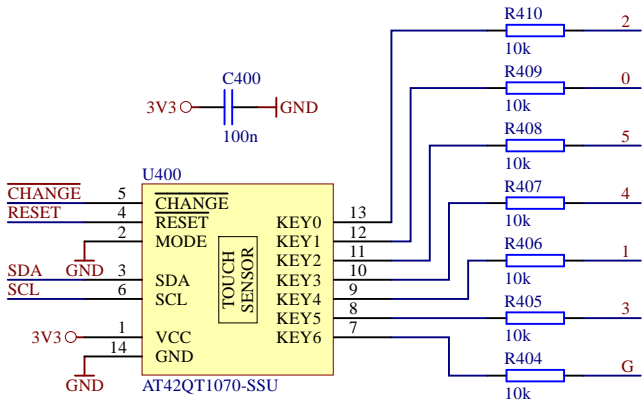 R410
2
10k
R409
0
10k
C400
3V3
GND
100n
R408
5
10k
U400
R407
4
10k
CHANGE
5
CHANGE
RESET
4
RESET
KEY0
13
2
MODE
KEY1
12
GND
KEY2
11
R406
1
10k
SDA
3
SDA
KEY3
10
SCL
6
SCL
KEY4
9
TOUCH
SENSOR
KEY5
8
R405
3
10k
3V3
1
VCC
KEY6
7
14
GND
GND
R404
G
10k
AT42QT1070-SSU